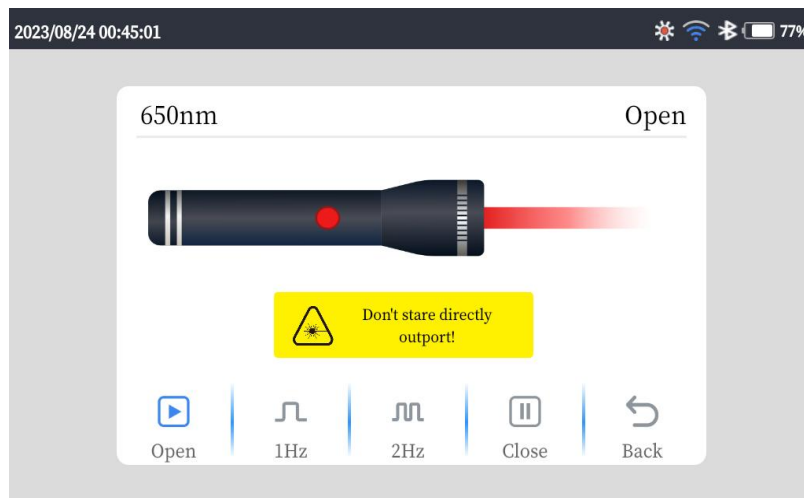 2023/08/24 00:45:01 77%
650nm Open
Don't stare directly
outport!
Open 1Hz 2Hz Close Back